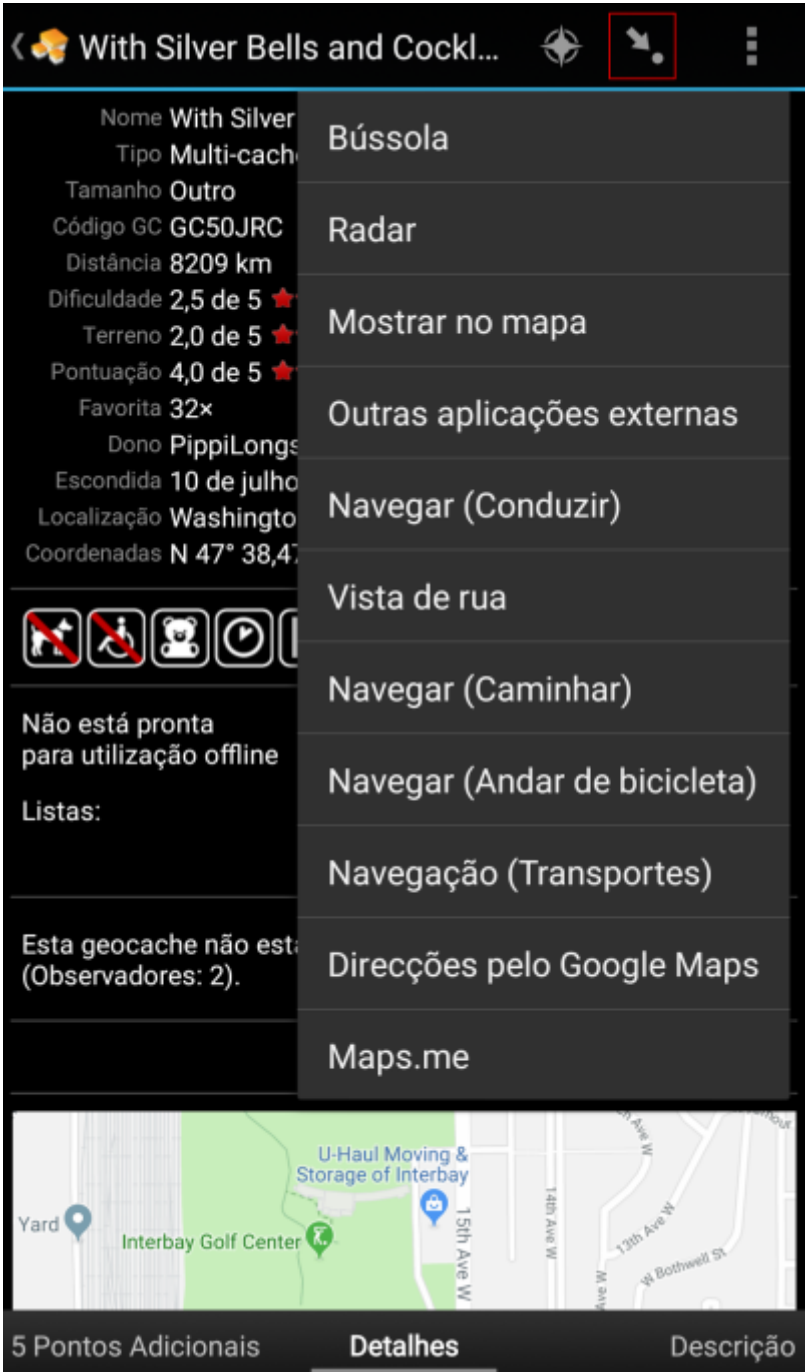 With Silver Bells and Cockl...
Nome With Silver
Tipo Multi-cach
Tamanho Outro
Código GC GC50JRC
Distância 8209 km
Dificuldade 2,5 de 5
Terreno 2,0 de 5
Pontuação 4,0 de 5
Favorita 32×
Dono PippiLongs
Escondida 10 de julho
Localização Washingto
Coordenadas N 47° 38,47
Bússola
Radar
Mostrar no mapa
Outras aplicações externas
Navegar (Conduzir)
Vista de rua
Navegar (Caminhar)
Navegar (Andar de bicicleta)
Navegação (Transportes)
Direcções pelo Google Maps
Maps.me
Não está pronta
para utilização offline
Listas:
Esta geocache não está
(Observadores: 2).
U-Haul Moving &
Storage of Interbay
Yard
Interbay Golf Center
15th Ave W
14th Ave W
13th Ave W
W Bothwell St
5 Pontos Adicionais
Detalhes
Descrição